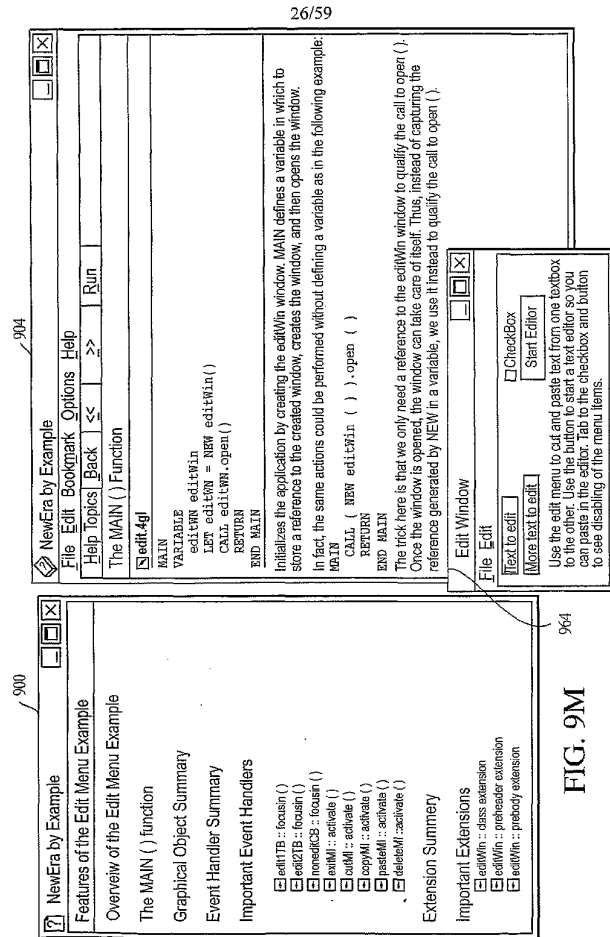 26/59
900
? NewEra by Example
Features of the Edit Menu Example
Overveiw of the Edit Menu Example
The MAIN ( ) function
Graphical Object Summary
Event Handler Summary
Important Event Handlers
edit1TB :: focusin ( )
edit2TB :: focusin ( )
noneditCB :: focusin ( )
exitMI :: activate ( )
cutMI :: activate ( )
copyMI :: activate ( )
pasteMI :: activate ( )
deleteMI ::activate ( )
Extension Summary
Important Extensions
editWin :: class extension
editWin :: preheader extension
editWin :: prebody extension
904
NewEra by Example
File Edit Bookmark Options Help
Help Topics Back << >> Run
The MAIN ( ) Function
edit.4gl
MAIN
VARIABLE
editWN editWin
LET editWN = NEW editWin()
CALL editWN.open()
RETURN
END MAIN
Initializes the application by creating the editWin window. MAIN defines a variable in which to
store a reference to the created window, creates the window, and then opens the window.
In fact, the same actions could be performed without defining a variable as in the following example:
MAIN
CALL ( NEW editWin ( ) ).open ( )
RETURN
END MAIN
The trick here is that we only need a reference to the editWin window to qualify the call to open ( ).
Once the window is opened, the window can take care of itself. Thus, instead of capturing the
reference generated by NEW in a variable, we use it instead to qualify the call to open ( ).
964
Edit Window
File Edit
Text to edit
CheckBox
More text to edit
Start Editor
Use the edit menu to cut and paste text from one textbox
to the other. Use the button to start a text editor so you
can paste in the editor. Tab to the checkbox and button
to see disabling of the menu items.
FIG. 9M